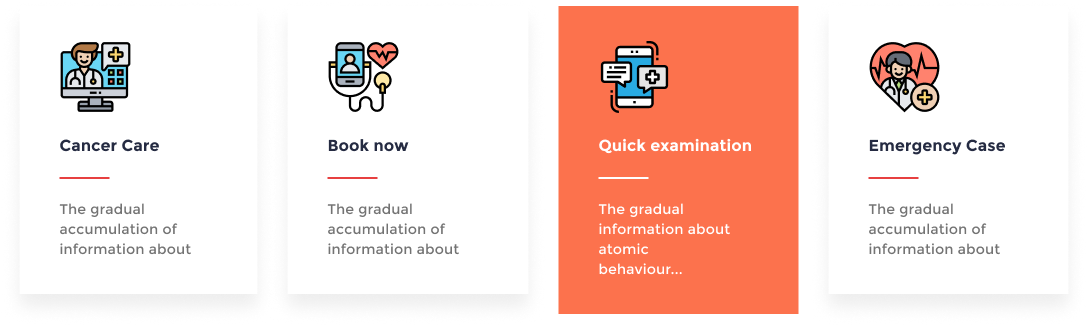 Cancer Care
The gradual
accumulation of
information about
Book now
The gradual
accumulation of
information about
Quick examination
The gradual
information about
atomic
behaviour...
Emergency Case
The gradual
accumulation of
information about